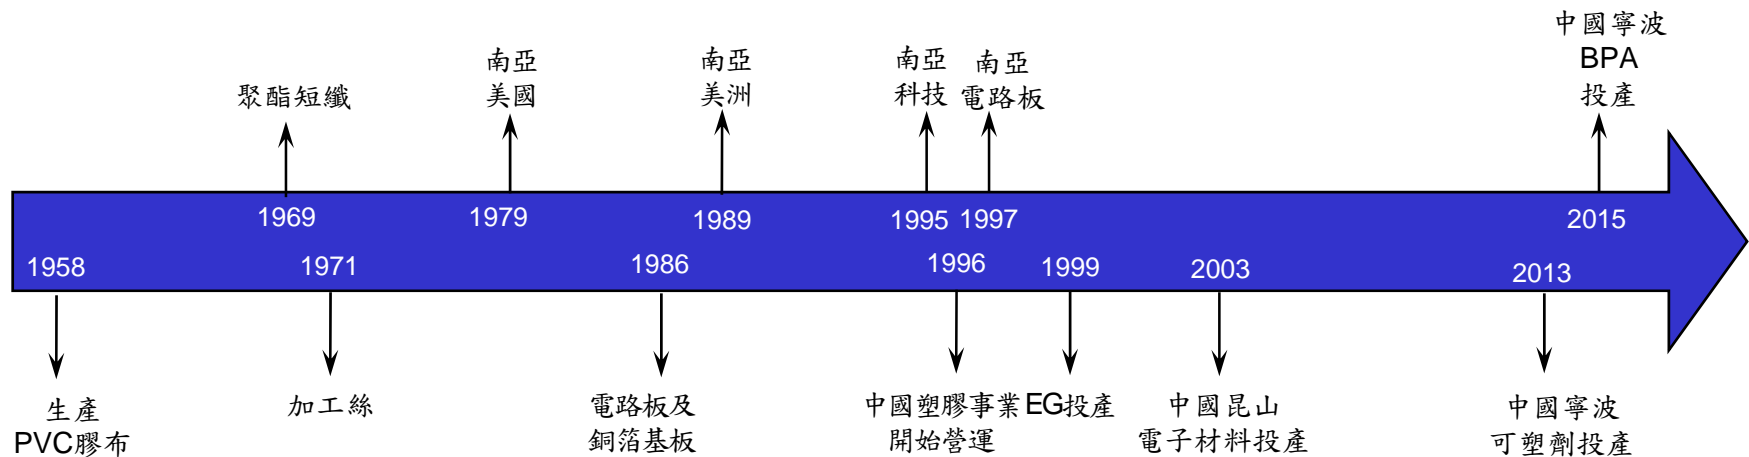 中國寧波
BPA
投產
南亞
美國
南亞
美洲
南亞
科技
南亞
電路板
聚酯短纖
1969
1979
1989
1995
1997
2015
1958
1971
1986
1996
1999
2003
2013
生產
PVC膠布
加工絲
電路板及
銅箔基板
中國塑膠事業
開始營運
EG投產
中國昆山
電子材料投產
中國寧波
可塑劑投產